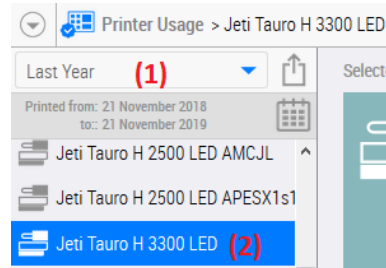 Printer Usage > Jeti Tauro H 3300 LED
Last Year (1)
Select
Printed from: 21 November 2018
to:: 21 November 2019
Jeti Tauro H 2500 LED AMCJL
Jeti Tauro H 2500 LED APESX1s1
Jeti Tauro H 3300 LED (2)